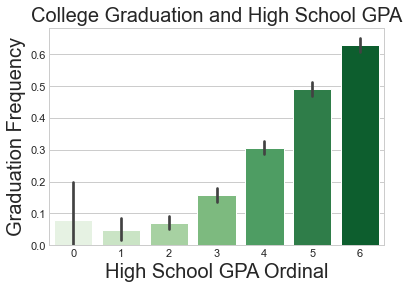 College Graduation and High School GPA
Graduation Frequency
0.6
0.5
0.4
0.3
0.2
0.1
0.0
0 1 2 3 4 5 6
High School GPA Ordinal